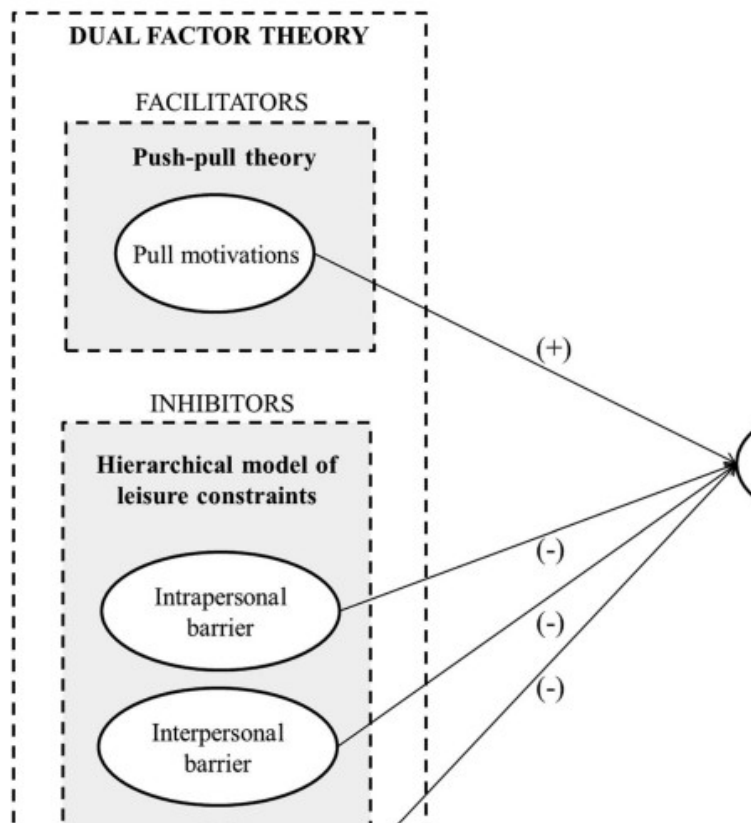 DUAL FACTOR THEORY
FACILITATORS
Push-pull theory
Pull motivations
(+)
INHIBITORS
Hierarchical model of
leisure constraints
(-)
Intrapersonal
barrier
(-)
(-)
Interpersonal
barrier